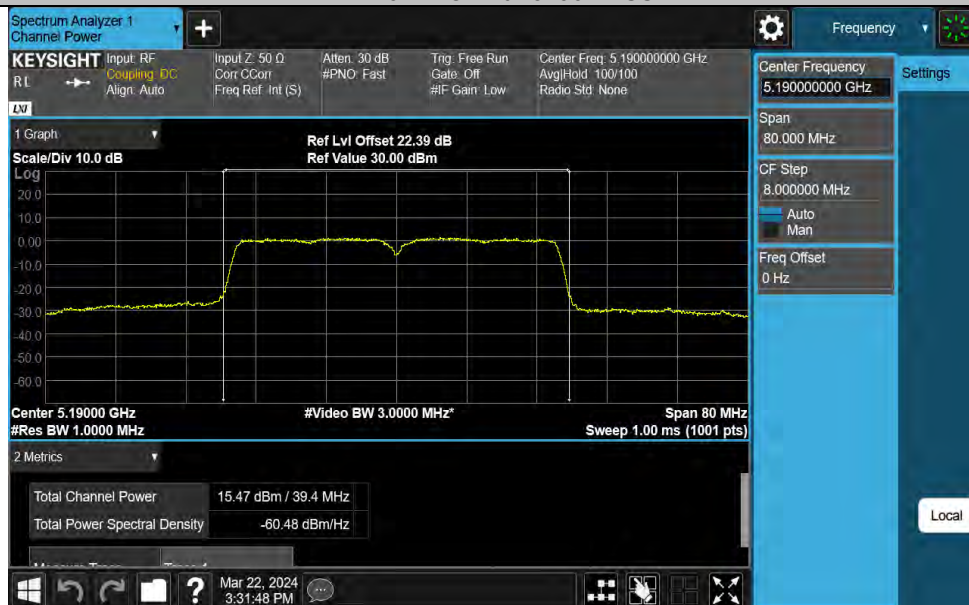 Spectrum Analyzer 1
Channel Power
+
Frequency
KEYSIGHT
R L
LXI
Input: RF
Coupling: DC
Align: Auto
Input Z: 50 Ω
Corr CCorr
Freq Ref: Int (S)
Atten: 30 dB
#PNO: Fast
Trig: Free Run
Gate: Off
#IF Gain: Low
Center Freq: 5.190000000 GHz
Avg|Hold: 100/100
Radio Std: None
Center Frequency
5.190000000 GHz
Settings
Span
80.000 MHz
CF Step
8.000000 MHz
Auto
Man
Freq Offset
0 Hz
1 Graph
Scale/Div 10.0 dB
Ref Lvl Offset 22.39 dB
Ref Value 30.00 dBm
Log
20.0
10.0
0.00
-10.0
-20.0
-30.0
-40.0
-50.0
-60.0
Center 5.19000 GHz
#Video BW 3.0000 MHz*
Span 80 MHz
#Res BW 1.0000 MHz
Sweep 1.00 ms (1001 pts)
2 Metrics
Total Channel Power 15.47 dBm / 39.4 MHz
Total Power Spectral Density -60.48 dBm/Hz
Local
?
Mar 22, 2024
3:31:48 PM